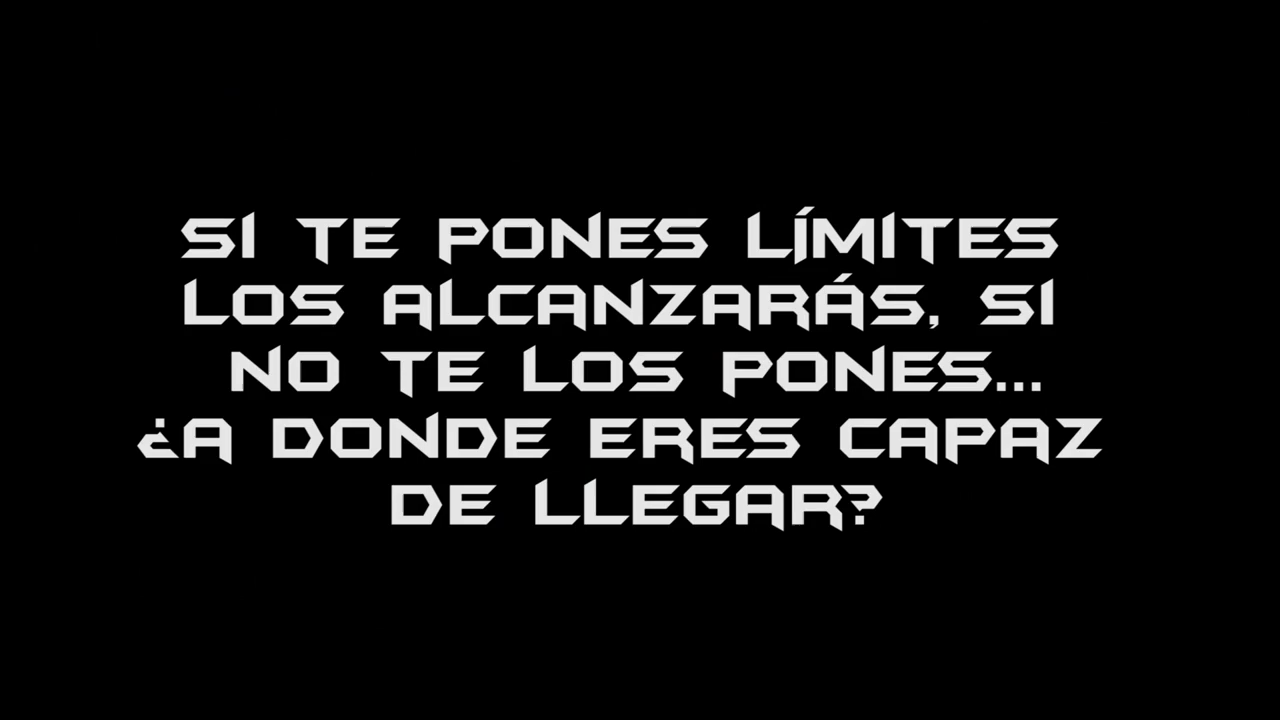 SI TE PONES LÍMITES
LOS ALCANZARÁS, SI
NO TE LOS PONES...
¿A DONDE ERES CAPAZ
DE LLEGAR?